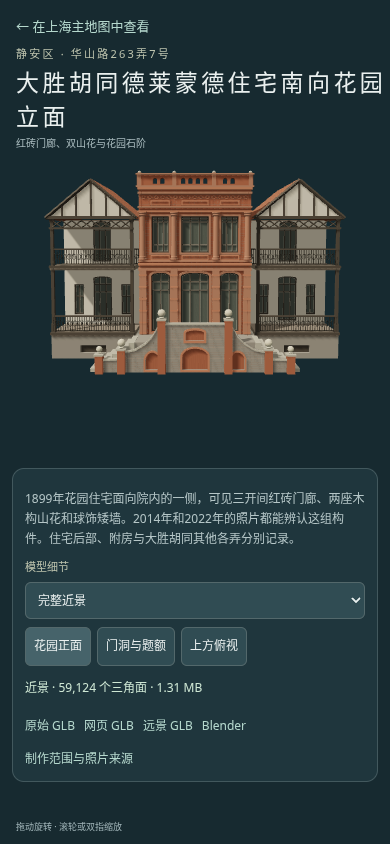 ← 在上海主地图中查看
静安区 · 华山路263弄7号
大胜胡同德莱蒙德住宅南向花园
立面
红砖门廊、双山花与花园石阶
1899年花园住宅面向院内的一侧，可见三开间红砖门廊、两座木
构山花和球饰矮墙。2014年和2022年的照片都能辨认这组构
件。住宅后部、附房与大胜胡同其他各弄分别记录。
模型细节
完整近景
花园正面 门洞与题额 上方俯视
近景 · 59,124 个三角面 · 1.31 MB
原始 GLB 网页 GLB 远景 GLB Blender
制作范围与照片来源
拖动旋转 · 滚轮或双指缩放